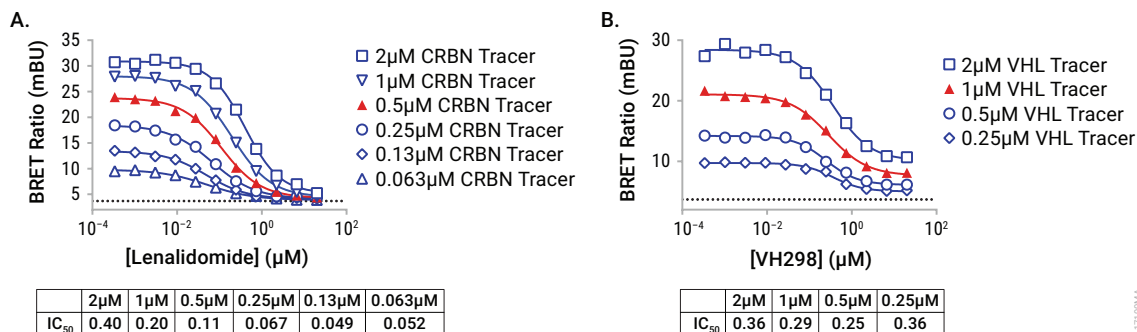 A.
BRET Ratio (mBU)
35
30
25
20
15
10
5
10⁻⁴
10⁻²
10⁰
10²
[Lenalidomide] (µM)
2µM CRBN Tracer
1µM CRBN Tracer
0.5µM CRBN Tracer
0.25µM CRBN Tracer
0.13µM CRBN Tracer
0.063µM CRBN Tracer
2µM 1µM 0.5µM 0.25µM 0.13µM 0.063µM
IC₅₀ 0.40 0.20 0.11 0.067 0.049 0.052
B.
BRET Ratio (mBU)
30
20
10
10⁻⁴
10⁻²
10⁰
10²
[VH298] (µM)
2µM VHL Tracer
1µM VHL Tracer
0.5µM VHL Tracer
0.25µM VHL Tracer
2µM 1µM 0.5µM 0.25µM
IC₅₀ 0.36 0.29 0.25 0.36